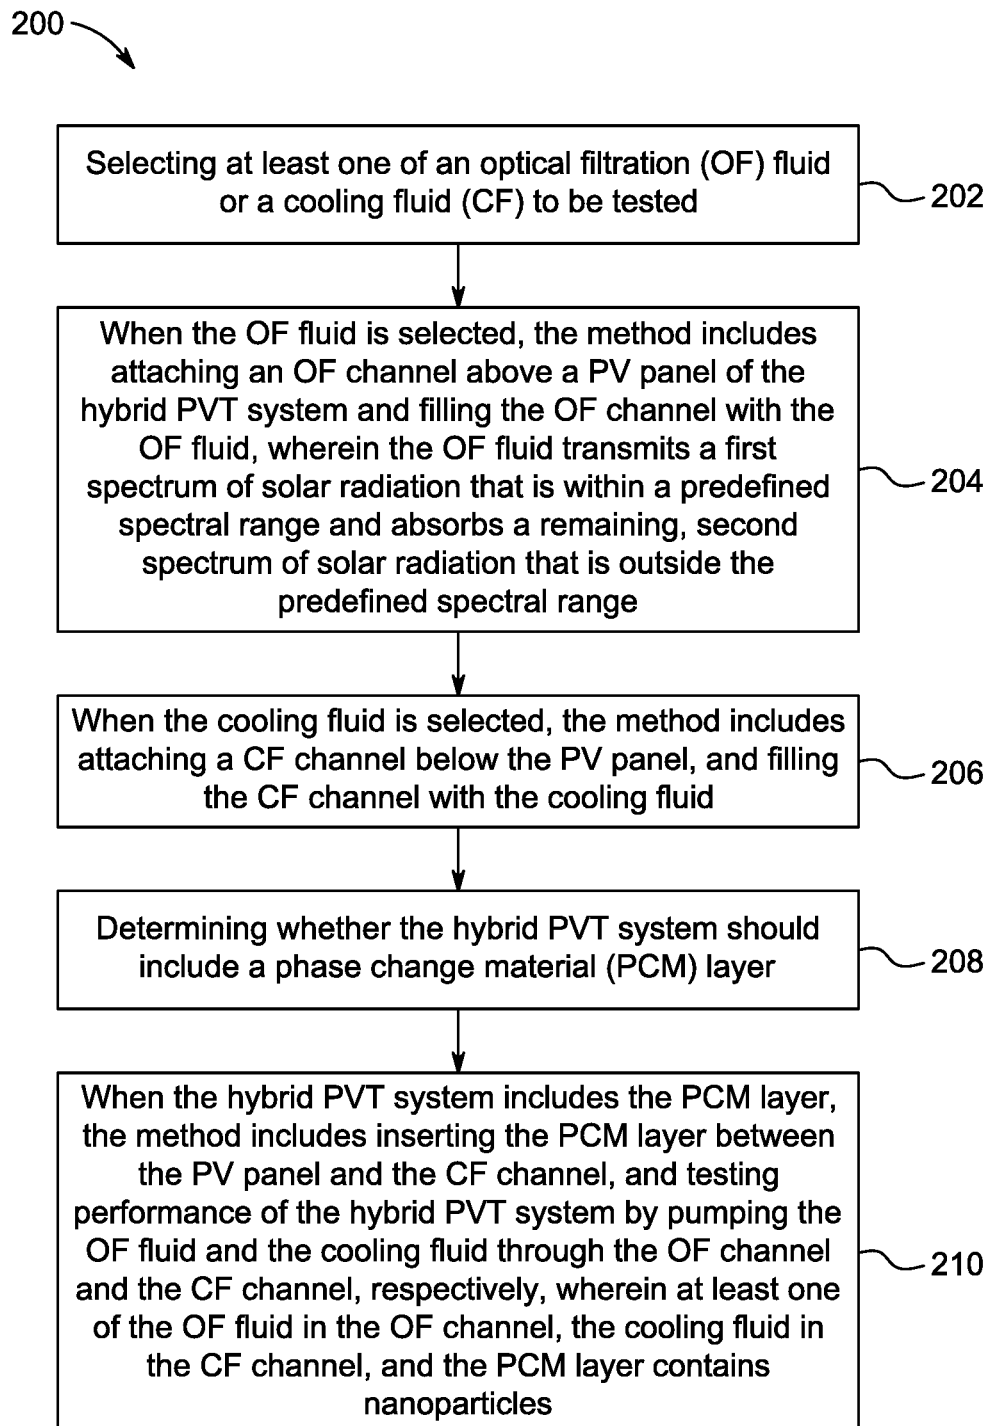 200
Selecting at least one of an optical filtration (OF) fluid
or a cooling fluid (CF) to be tested
202
When the OF fluid is selected, the method includes
attaching an OF channel above a PV panel of the
hybrid PVT system and filling the OF channel with the
OF fluid, wherein the OF fluid transmits a first
spectrum of solar radiation that is within a predefined
spectral range and absorbs a remaining, second
spectrum of solar radiation that is outside the
predefined spectral range
204
When the cooling fluid is selected, the method includes
attaching a CF channel below the PV panel, and filling
the CF channel with the cooling fluid
206
Determining whether the hybrid PVT system should
include a phase change material (PCM) layer
208
When the hybrid PVT system includes the PCM layer,
the method includes inserting the PCM layer between
the PV panel and the CF channel, and testing
performance of the hybrid PVT system by pumping the
OF fluid and the cooling fluid through the OF channel
and the CF channel, respectively, wherein at least one
of the OF fluid in the OF channel, the cooling fluid in
the CF channel, and the PCM layer contains
nanoparticles
210